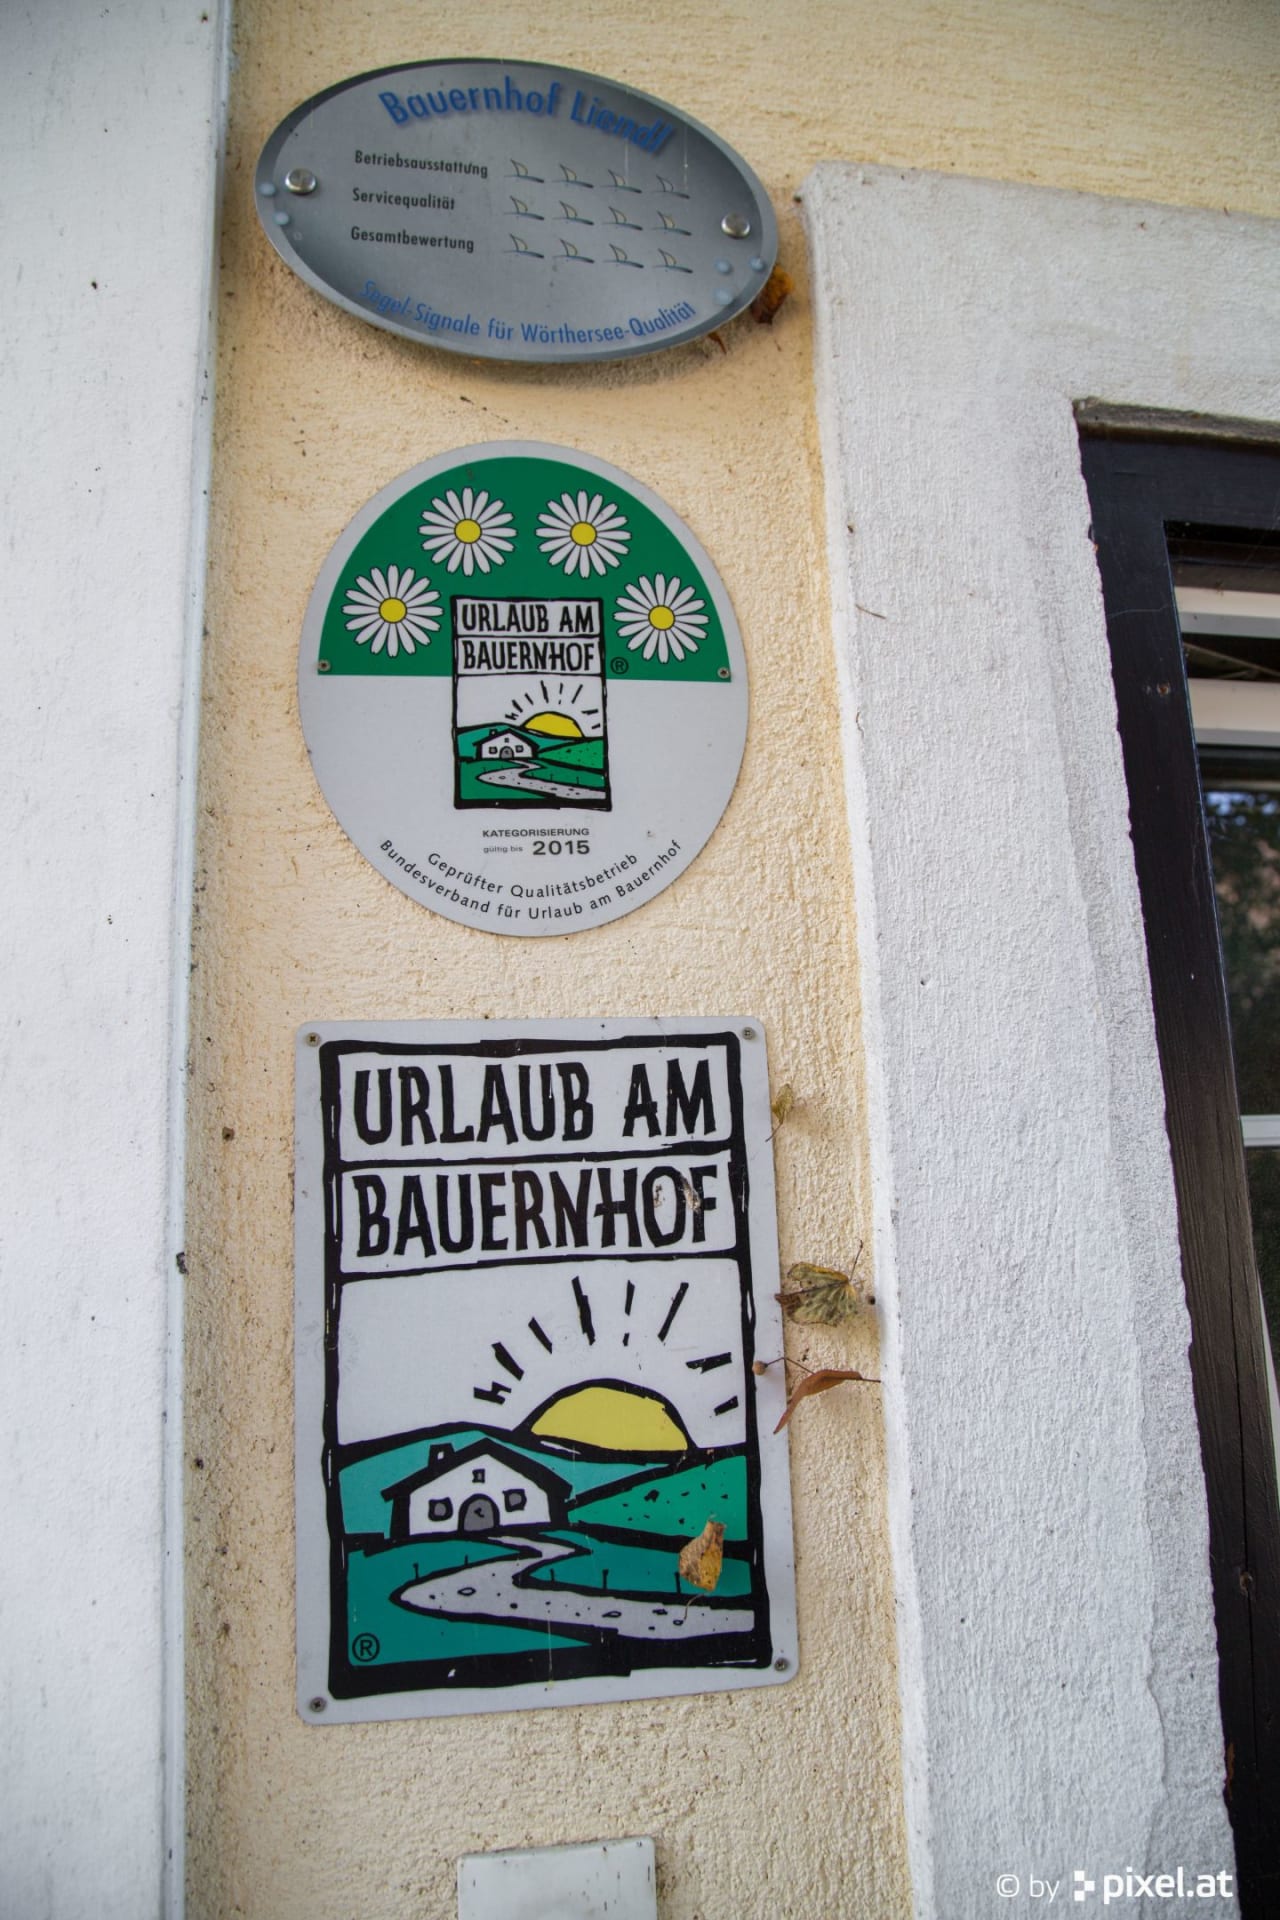 Bauernhof Liendl
Betriebsausstattung
Servicequalität
Gesamtbewertung
Segel-Signale für Wörthersee-Qualität
URLAUB AM
BAUERNHOF
®
KATEGORISIERUNG
gültig bis 2015
Geprüfter Qualitätsbetrieb
Bundesverband für Urlaub am Bauernhof
URLAUB AM
BAUERNHOF
®
© by pixel.at